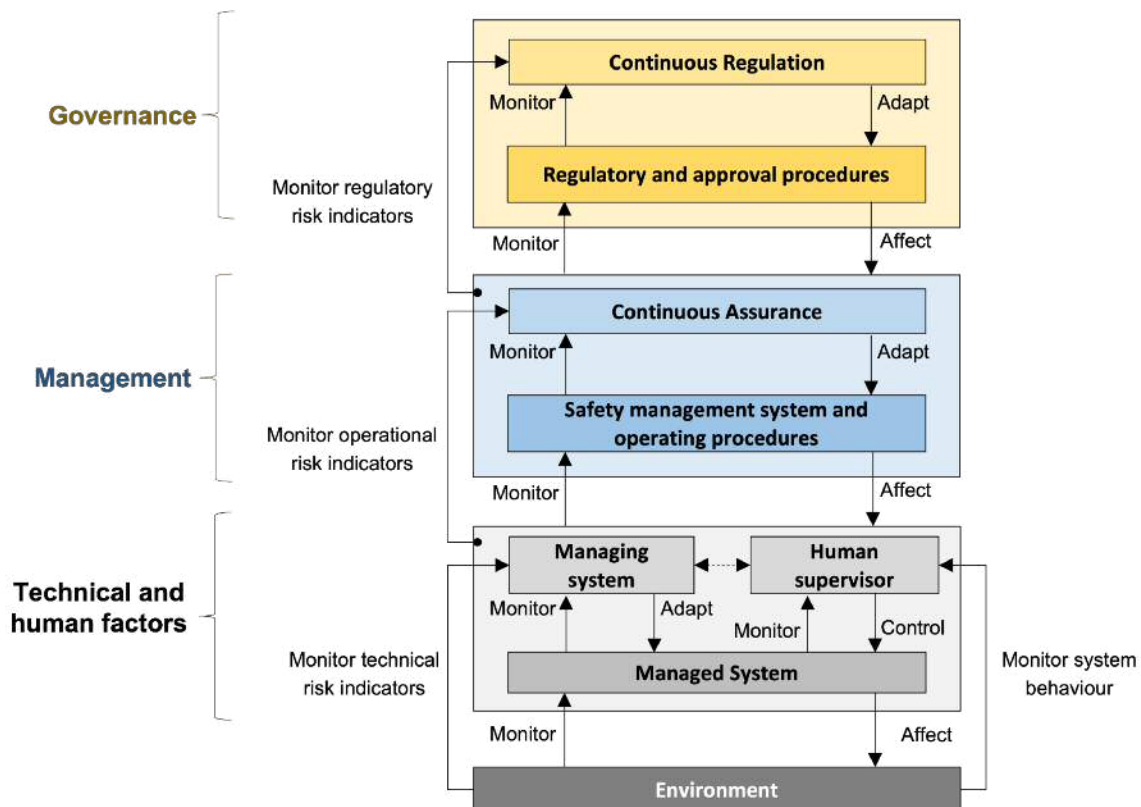 Continuous Regulation
Monitor
Adapt
Governance
Regulatory and approval procedures
Monitor regulatory
risk indicators
Monitor
Affect
Continuous Assurance
Monitor
Adapt
Management
Safety management system and
operating procedures
Monitor operational
risk indicators
Monitor
Affect
Managing
system
Human
supervisor
Technical and
human factors
Monitor
Adapt
Monitor
Control
Monitor technical
risk indicators
Managed System
Monitor system
behaviour
Monitor
Affect
Environment